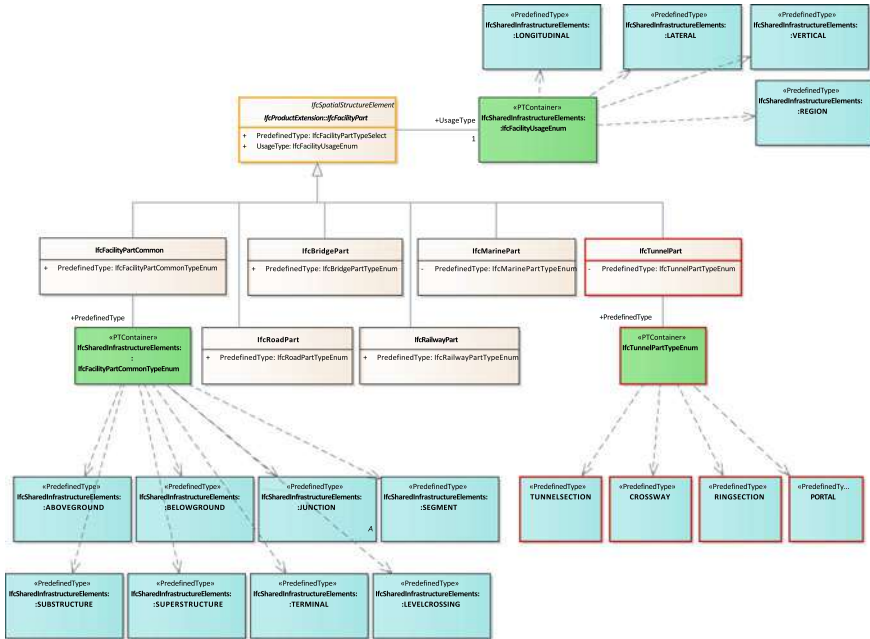 «PredefinedType»
IfcSharedInfrastructureElements:
:LONGITUDINAL
«PredefinedType»
IfcSharedInfrastructureElements:
:LATERAL
«PredefinedType»
IfcSharedInfrastructureElements:
:VERTICAL
«PredefinedType»
IfcSharedInfrastructureElements:
:REGION
IfcSpatialStructureElement
IfcProductExtension::IfcFacilityPart
+ PredefinedType: IfcFacilityPartTypeSelect
+ UsageType: IfcFacilityUsageEnum
+UsageType
1
«PTContainer»
IfcSharedInfrastructureElements:
:IfcFacilityUsageEnum
IfcFacilityPartCommon
+ PredefinedType: IfcFacilityPartCommonTypeEnum
IfcBridgePart
+ PredefinedType: IfcBridgePartTypeEnum
IfcMarinePart
- PredefinedType: IfcMarinePartTypeEnum
IfcTunnelPart
- PredefinedType: IfcTunnelPartTypeEnum
+PredefinedType
+PredefinedType
«PTContainer»
IfcSharedInfrastructureElements:
:
IfcFacilityPartCommonTypeEnum
IfcRoadPart
+ PredefinedType: IfcRoadPartTypeEnum
IfcRailwayPart
+ PredefinedType: IfcRailwayPartTypeEnum
«PTContainer»
IfcTunnelPartTypeEnum
«PredefinedType»
IfcSharedInfrastructureElements:
:ABOVEGROUND
«PredefinedType»
IfcSharedInfrastructureElements:
:BELOWGROUND
«PredefinedType»
IfcSharedInfrastructureElements:
:JUNCTION
A
«PredefinedType»
IfcSharedInfrastructureElements:
:SEGMENT
«PredefinedType»
TUNNELSECTION
«PredefinedType»
CROSSWAY
«PredefinedType»
RINGSECTION
«PredefinedTy...
PORTAL
«PredefinedType»
IfcSharedInfrastructureElements:
:SUBSTRUCTURE
«PredefinedType»
IfcSharedInfrastructureElements:
:SUPERSTRUCTURE
«PredefinedType»
IfcSharedInfrastructureElements:
:TERMINAL
«PredefinedType»
IfcSharedInfrastructureElements:
:LEVELCROSSING